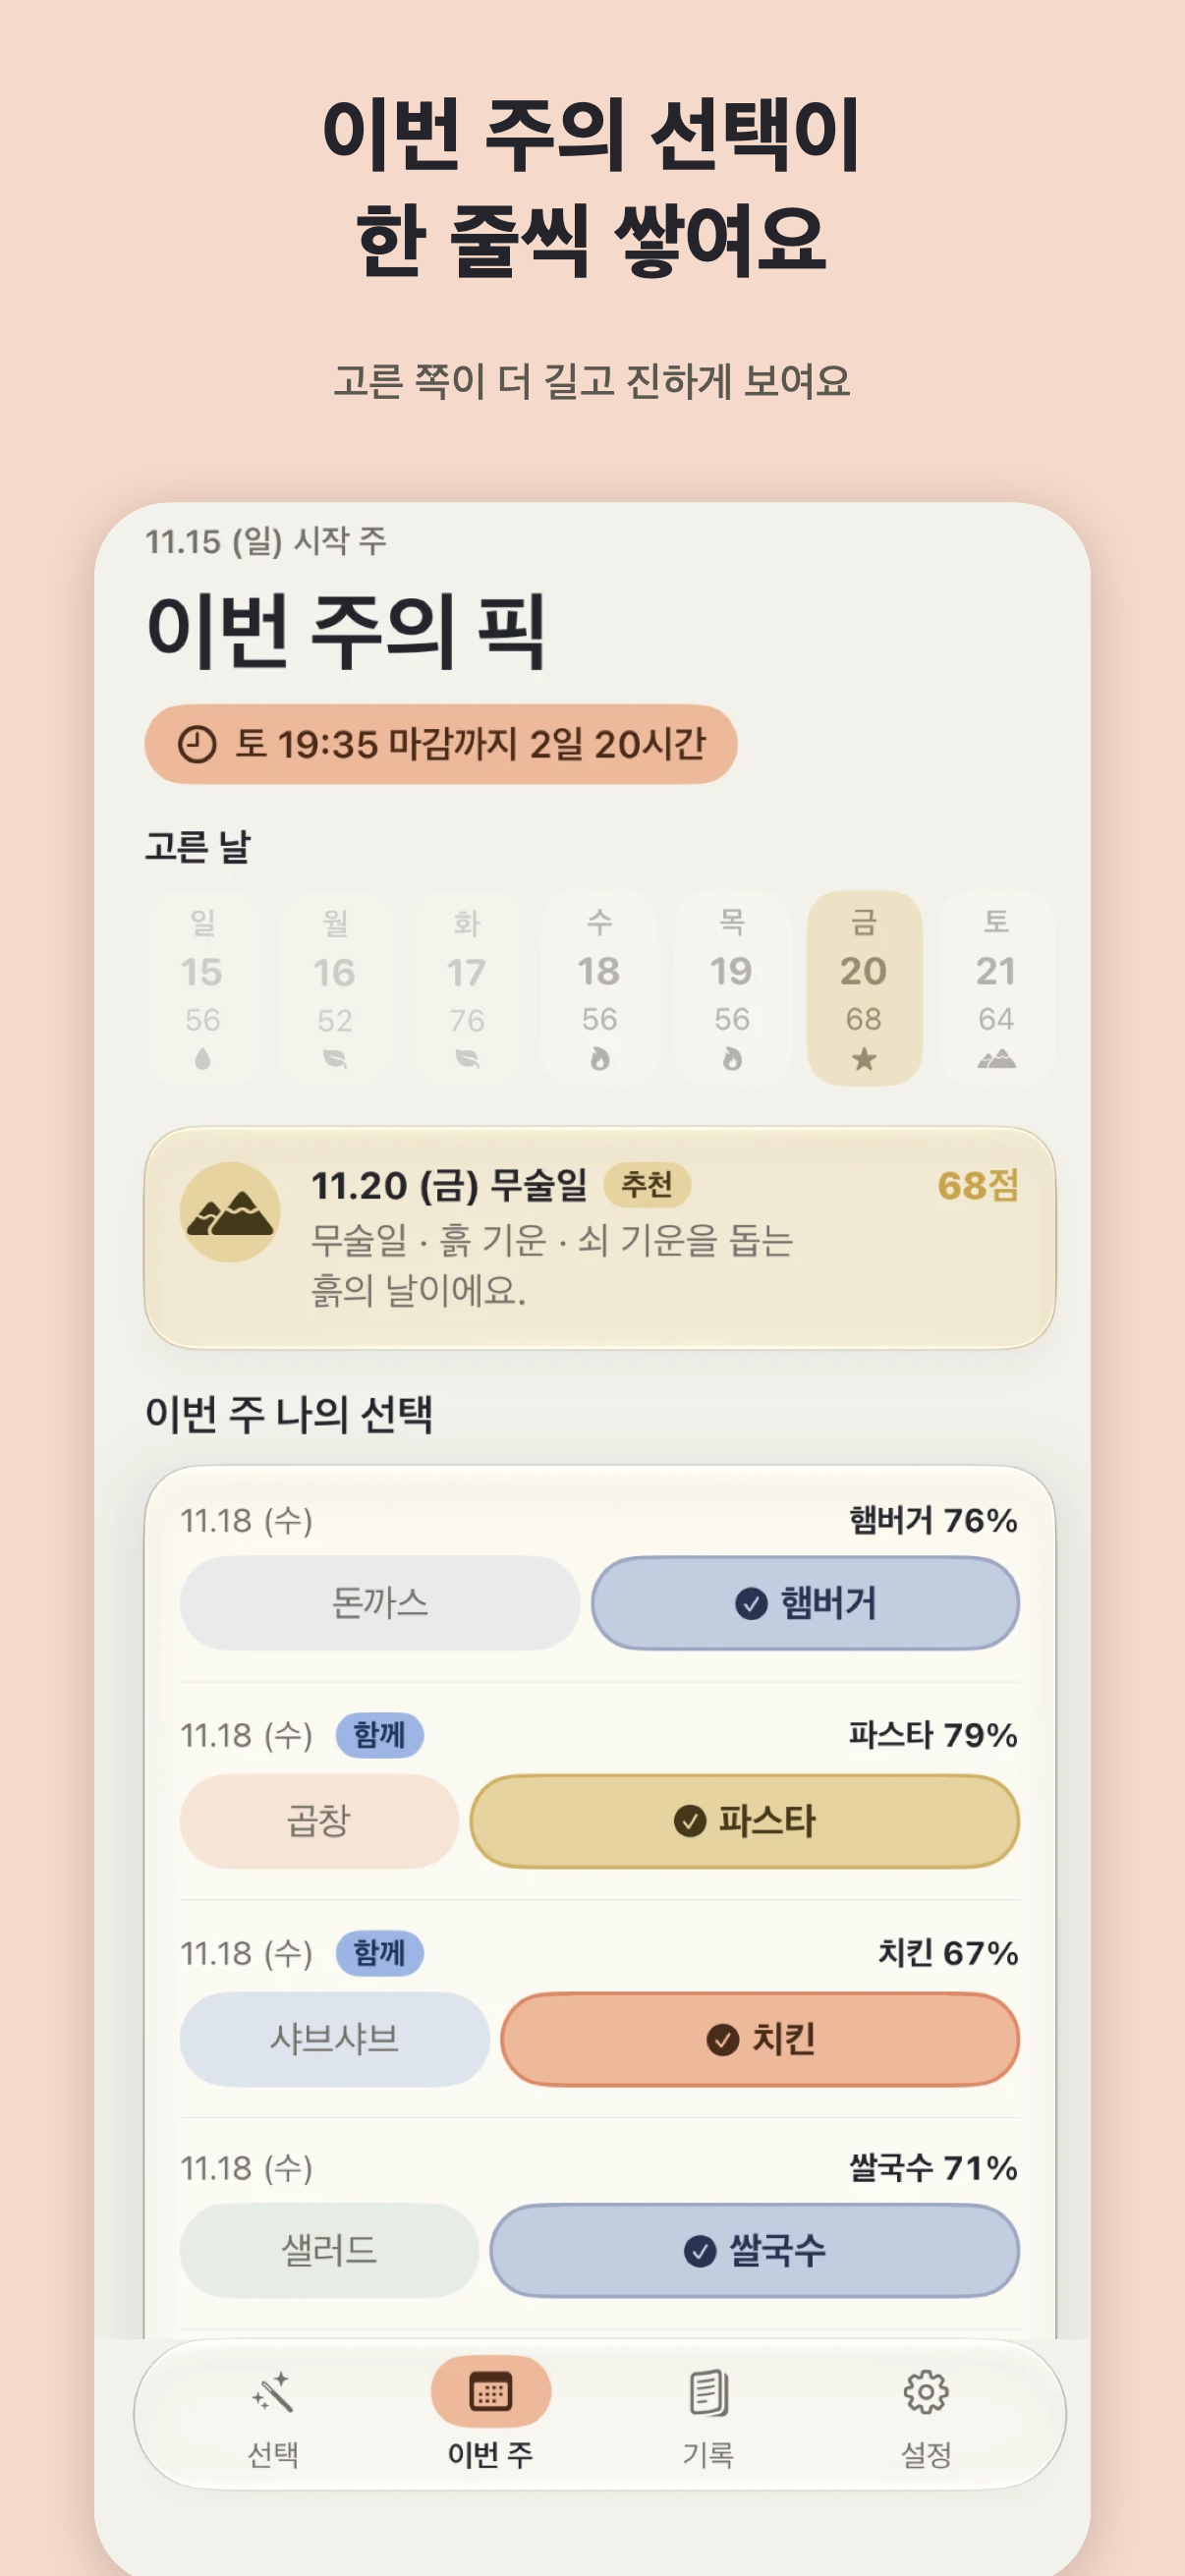 이번 주의 선택이
한 줄씩 쌓여요
고른 쪽이 더 길고 진하게 보여요
11.15 (일) 시작 주
이번 주의 픽
토 19:35 마감까지 2일 20시간
고른 날
일 월 화 수 목 금 토
15 16 17 18 19 20 21
56 52 76 56 56 68 64
11.20 (금) 무술일 추천 68점
무술일 · 흙 기운 · 쇠 기운을 돕는
흙의 날이에요.
이번 주 나의 선택
11.18 (수) 햄버거 76%
돈까스 햄버거
11.18 (수) 함께 파스타 79%
곱창 파스타
11.18 (수) 함께 치킨 67%
샤브샤브 치킨
11.18 (수) 쌀국수 71%
샐러드 쌀국수
선택 이번 주 기록 설정